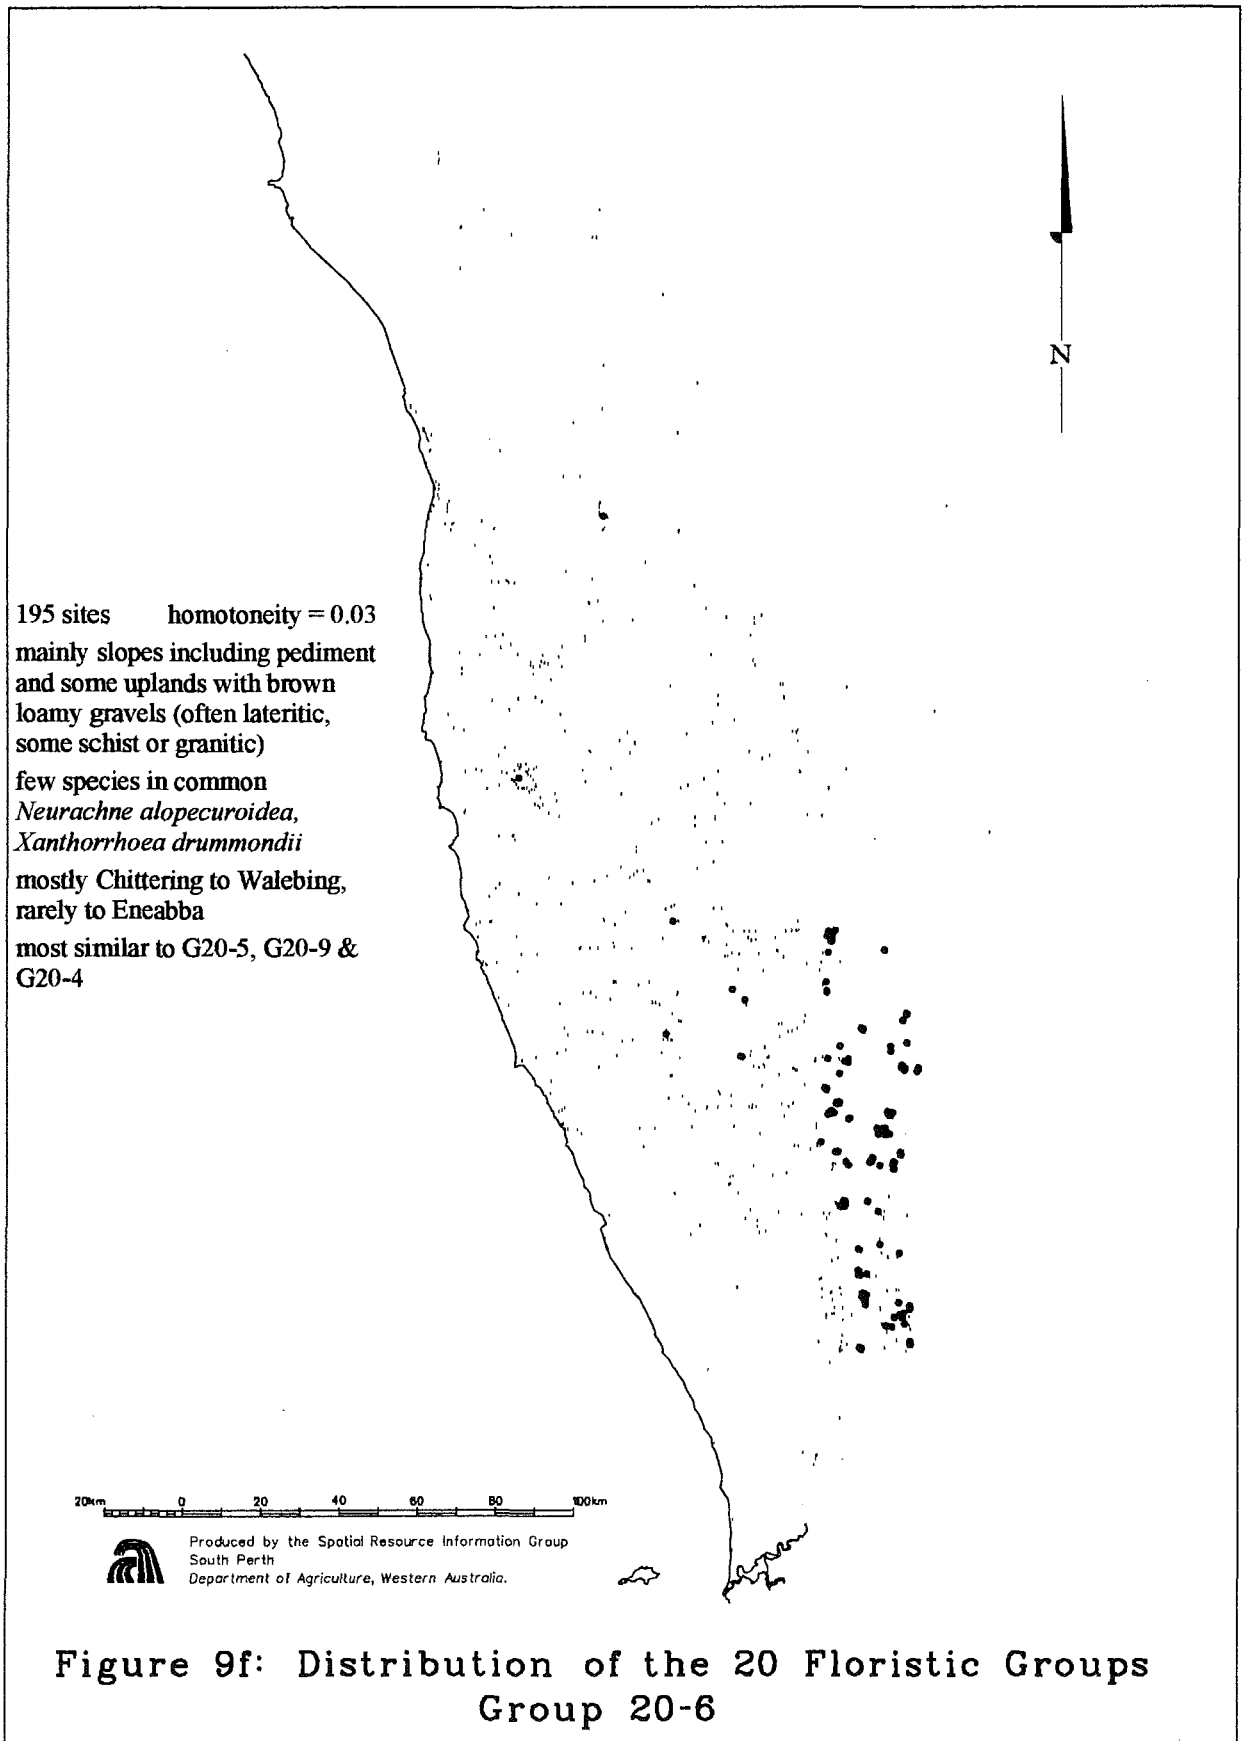 N
195 sites homotoneity = 0.03
mainly slopes including pediment
and some uplands with brown
loamy gravels (often lateritic,
some schist or granitic)
few species in common
Neurachne alopecuroidea,
Xanthorrhoea drummondii
mostly Chittering to Walebing,
rarely to Eneabba
most similar to G20-5, G20-9 &
G20-4
20km 0 20 40 60 80 100km
Produced by the Spatial Resource Information Group
South Perth
Department of Agriculture, Western Australia.
Figure 9f: Distribution of the 20 Floristic Groups
Group 20-6